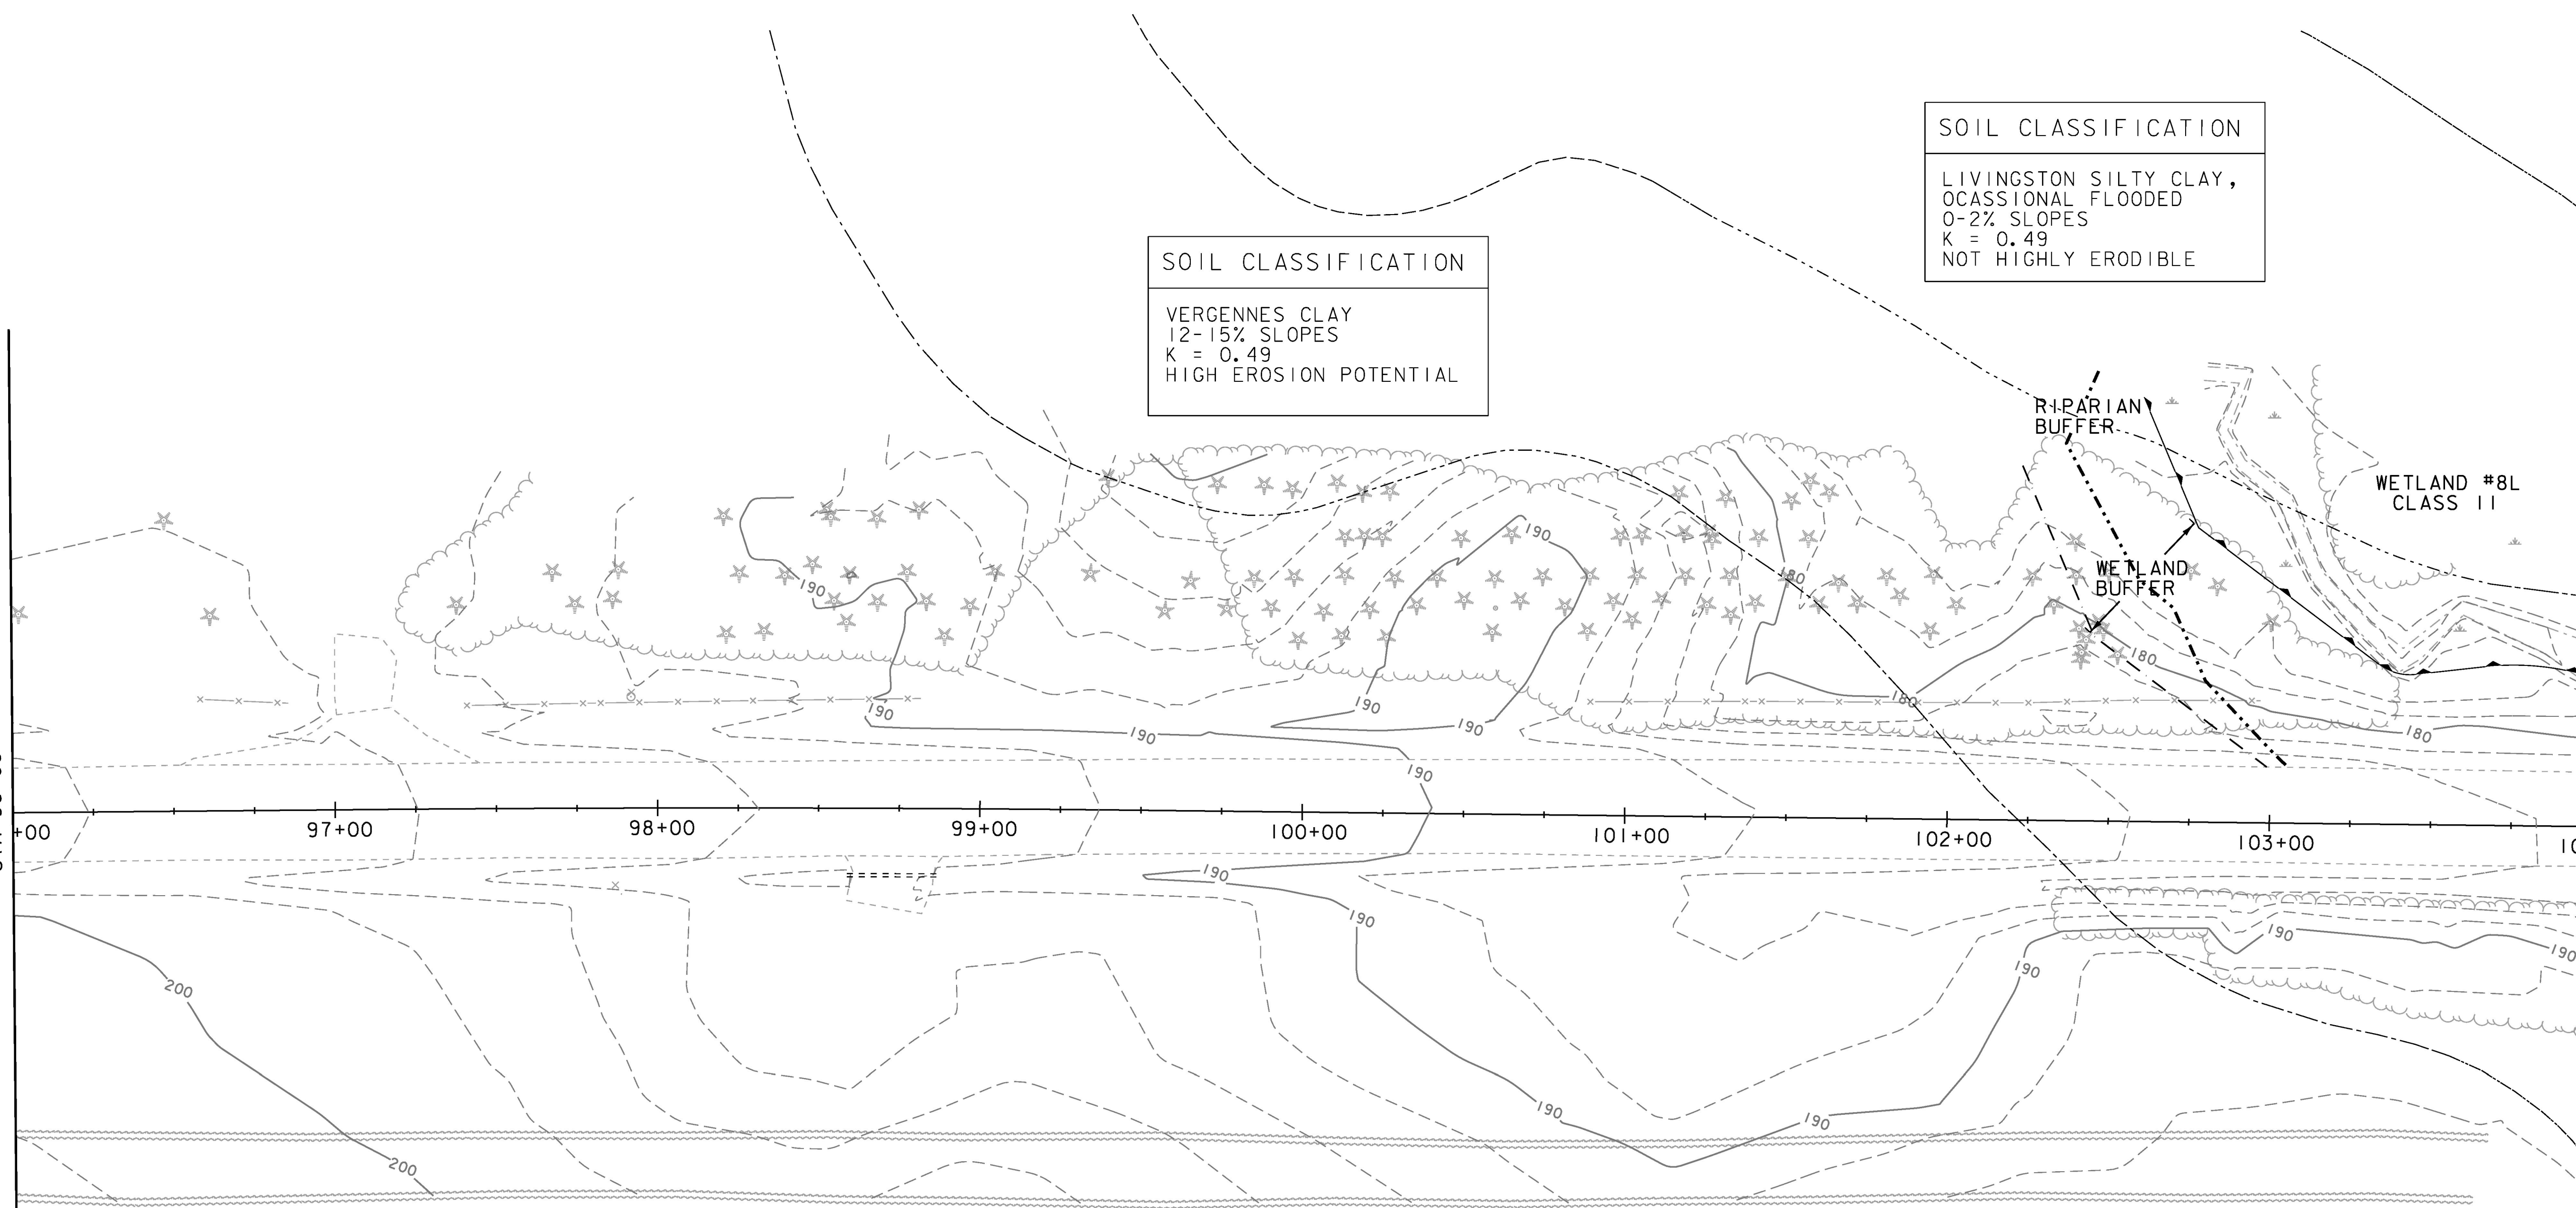 SOIL CLASSIFICATION
LIVINGSTON SILTY CLAY,
OCASSIONAL FLOODED
0-2% SLOPES
K = 0.49
NOT HIGHLY ERODIBLE
SOIL CLASSIFICATION
VERGENNES CLAY
12-15% SLOPES
K = 0.49
HIGH EROSION POTENTIAL
RIPARIAN
BUFFER
WETLAND #8L
CLASS II
WETLAND
BUFFER
190
190
180
180
180
180
190
190
190
190
190
+00
97+00
98+00
99+00
100+00
101+00
102+00
103+00
190
190
190
190
190
200
190
190
200